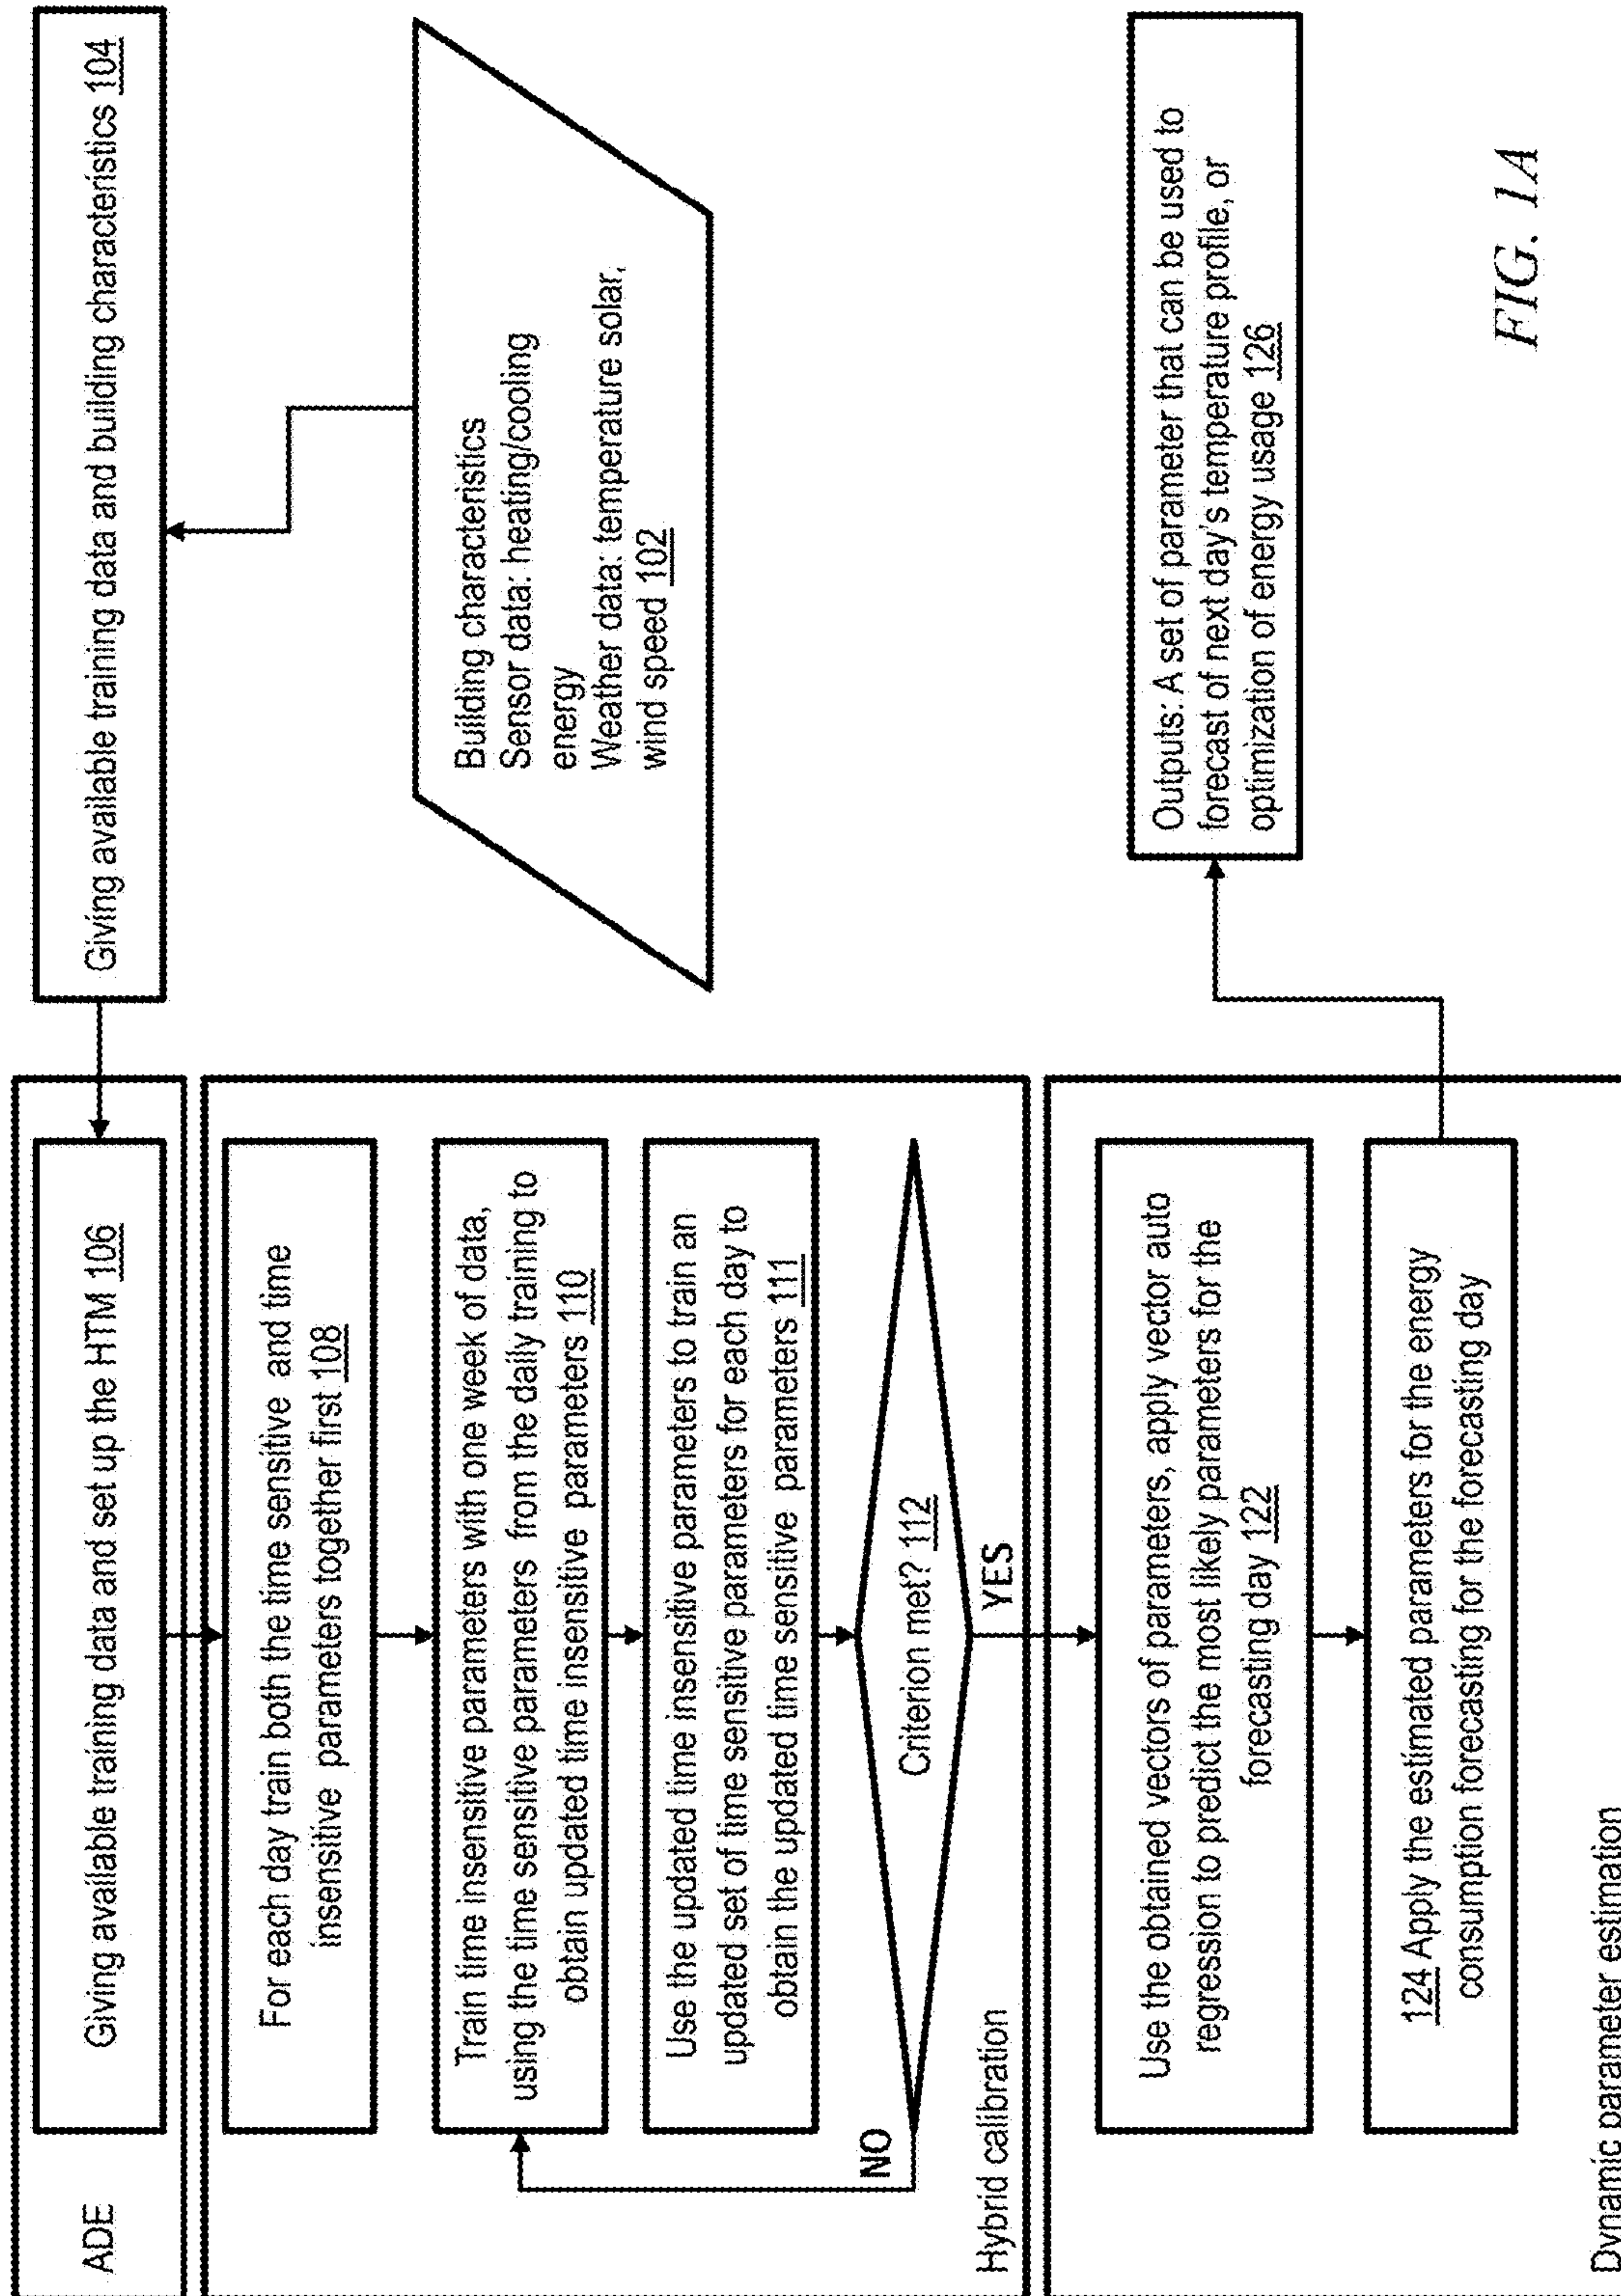 Giving available training data and building characteristics 104
Building characteristics
Sensor data: heating/cooling
energy
Weather data: temperature solar,
wind speed 102
ADE
Giving available training data and set up the HTM 106
For each day train both the time sensitive and time
insensitive parameters together first 108
Train time insensitive parameters with one week of data,
using the time sensitive parameters from the daily training to
obtain updated time insensitive parameters 110
Use the updated time insensitive parameters to train an
updated set of time sensitive parameters for each day to
obtain the updated time sensitive parameters 111
Criterion met? 112
NO
YES
Hybrid calibration
Use the obtained vectors of parameters, apply vector auto
regression to predict the most likely parameters for the
forecasting day 122
124 Apply the estimated parameters for the energy
consumption forecasting for the forecasting day
Dynamic parameter estimation
Outputs: A set of parameter that can be used to
forecast of next day's temperature profile, or
optimization of energy usage 126
FIG. 1A